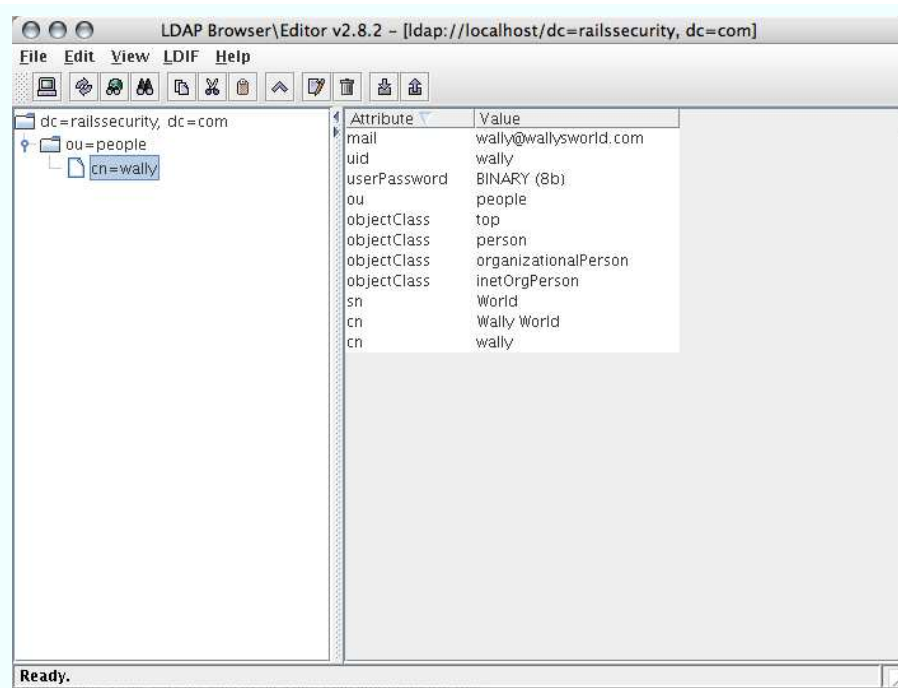 LDAP Browser\Editor v2.8.2 - [ldap://localhost/dc=railssecurity, dc=com]
File Edit View LDIF Help
dc=railssecurity, dc=com
ou=people
cn=wally
Attribute Value
mail wally@wallysworld.com
uid wally
userPassword BINARY (8b)
ou people
objectClass top
objectClass person
objectClass organizationalPerson
objectClass inetOrgPerson
sn World
cn Wally World
cn wally
Ready.